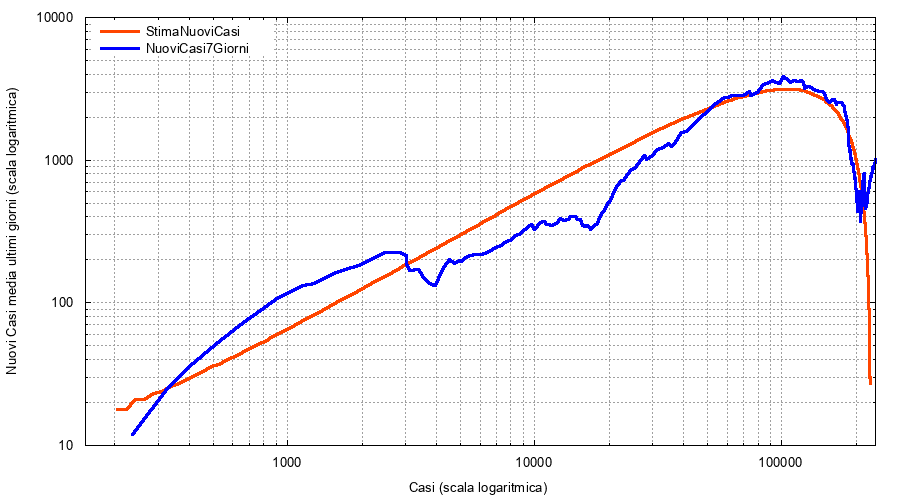 10000
StimaNuoviCasi
NuoviCasi7Giorni
1000
100
10
Nuovi Casi media ultimi giorni (scala logaritmica)
1000 10000 100000
Casi (scala logaritmica)